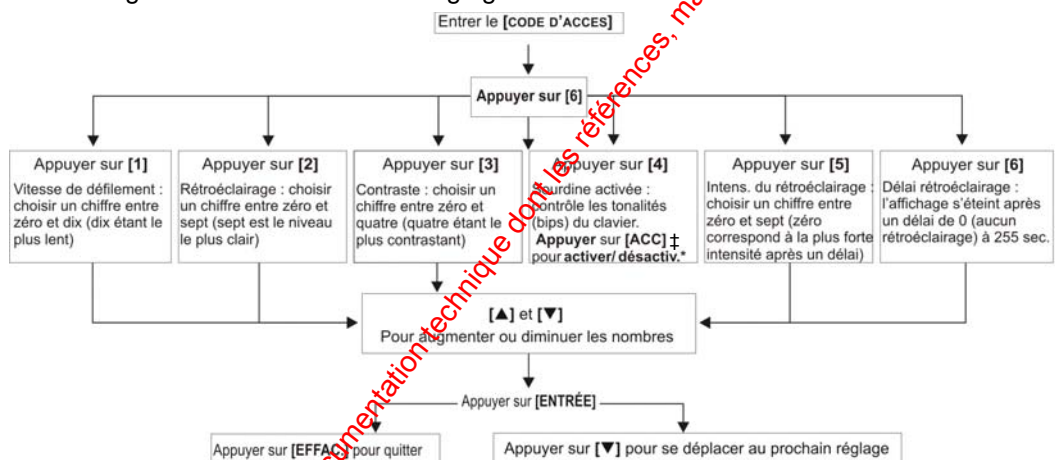 Entrer le [CODE D'ACCES]
Appuyer sur [6]
Appuyer sur [1]
Vitesse de défilement :
choisir un chiffre entre
zéro et dix (dix étant le
plus lent)
Appuyer sur [2]
Rétroéclairage : choisir
un chiffre entre zéro et
sept (sept est le niveau
le plus clair)
Appuyer sur [3]
Contraste : choisir un
chiffre entre zéro et
quatre (quatre étant le
plus contrastant)
Appuyer sur [4]
Sourdine activée :
contrôle les tonalités
(bips) du clavier.
Appuyer sur [ACC] ‡
pour activer/ désactiv.*
Appuyer sur [5]
Intens. du rétroéclairage :
choisir un chiffre entre
zéro et sept (zéro
correspond à la plus forte
intensité après un délai)
Appuyer sur [6]
Délai rétroéclairage :
l'affichage s'éteint après
un délai de 0 (aucun
rétroéclairage) à 255 sec.
[▲] et [▼]
Pour augmenter ou diminuer les nombres
Appuyer sur [ENTRÉE]
Appuyer sur [EFFAC.] pour quitter
Appuyer sur [▼] pour se déplacer au prochain réglage
technique dont les références,